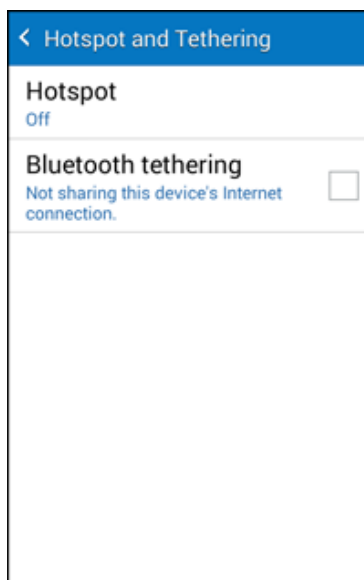 Hotspot and Tethering
Hotspot
Off
Bluetooth tethering
Not sharing this device's Internet
connection.